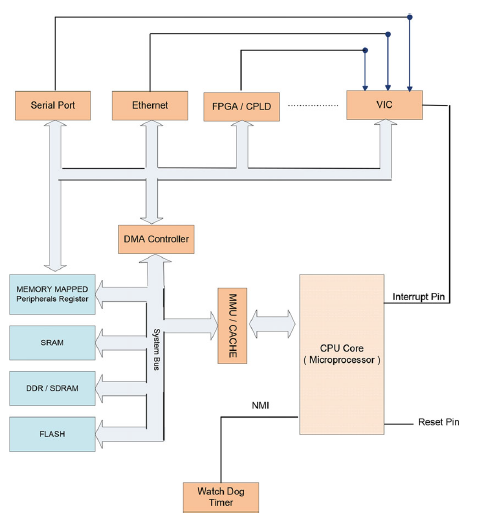 Serial Port
Ethernet
FPGA / CPLD
VIC
DMA Controller
MEMORY MAPPED
Peripherals Register
SRAM
DDR / SDRAM
FLASH
System Bus
MMU / CACHE
CPU Core
( Microprocessor )
Interrupt Pin
NMI
Reset Pin
Watch Dog
Timer